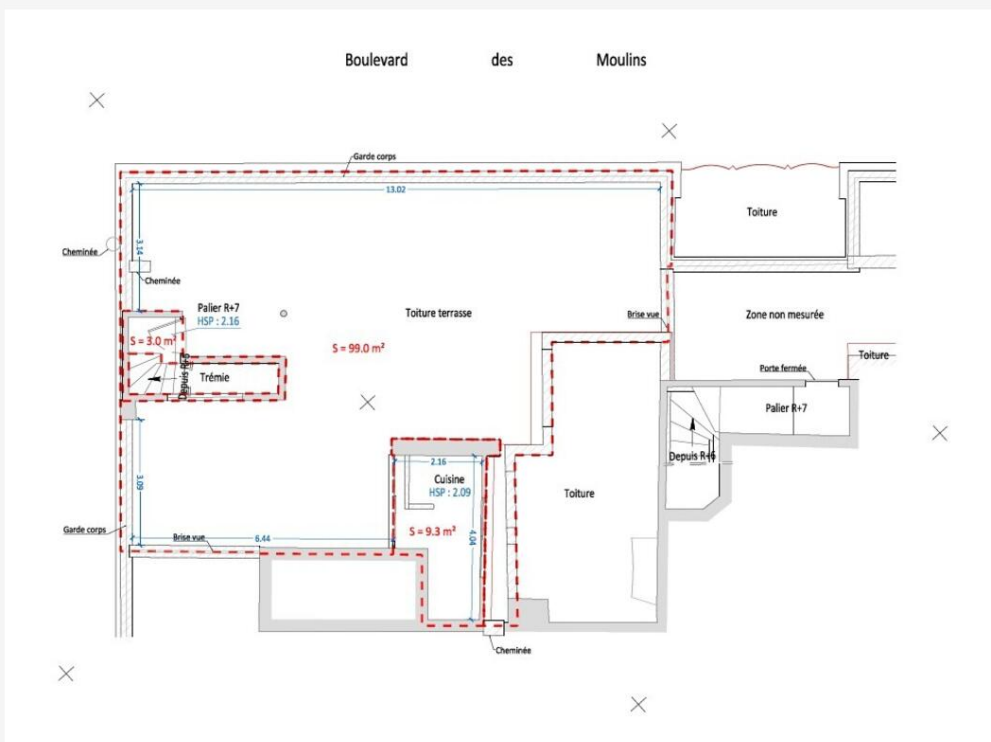 Boulevard des Moulins
Garde corps
13.02
Toiture
3.14
Cheminée
Cheminée
Palier R+7
HSP : 2.16
Toiture terrasse
Brise vue
Zone non mesurée
S = 3.0 m²
S = 99.0 m²
Toiture
Depuis R+6
Trémie
Porte fermée
Palier R+7
Depuis R+6
2.16
Cuisine
HSP : 2.09
3.09
Toiture
S = 9.3 m²
4.04
Garde corps
Brise vue
6.44
Cheminée